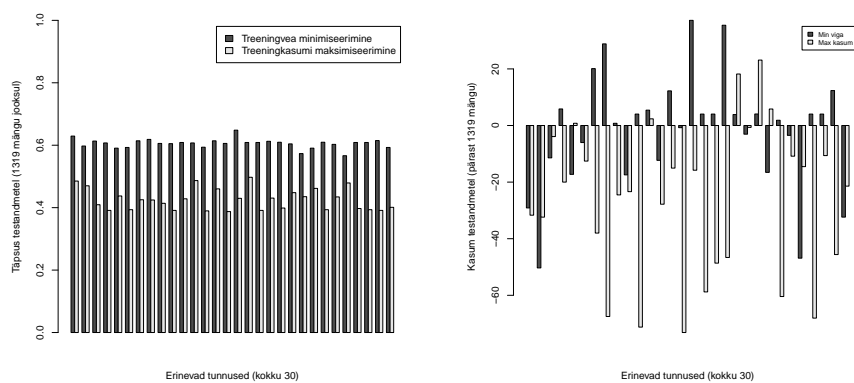 Treeningvea minimiseerimine
Treeningkasumi maksimiseerimine
Täpsus testandmetel (1319 mängu jooksul)
0.0
0.2
0.4
0.6
0.8
1.0
Erinevad tunnused (kokku 30)
Min viga
Max kasum
Kasum testandmetel (pärast 1319 mängu)
−60
−40
−20
0
20
Erinevad tunnused (kokku 30)